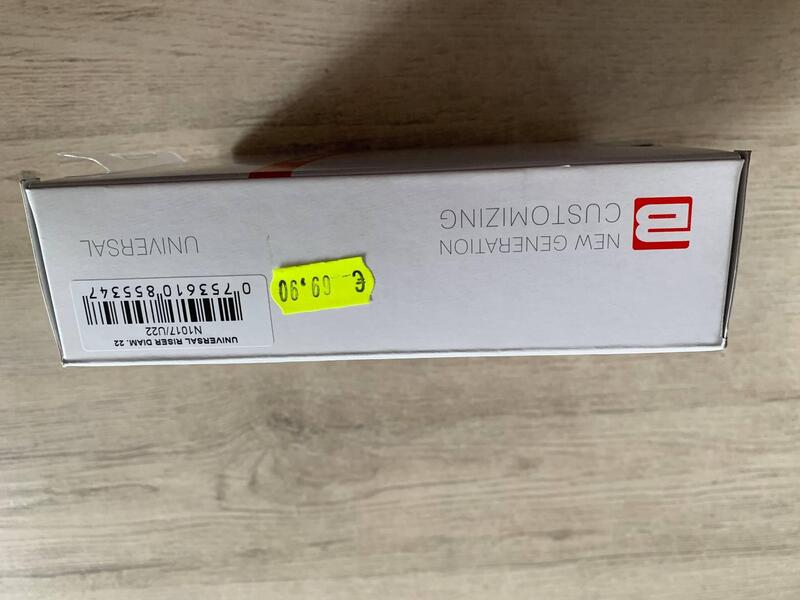 NEW GENERATION
CUSTOMIZING
UNIVERSAL
€ 69,90
UNIVERSAL RISER DIAM. 22
N1017/U22
0 753610 855347